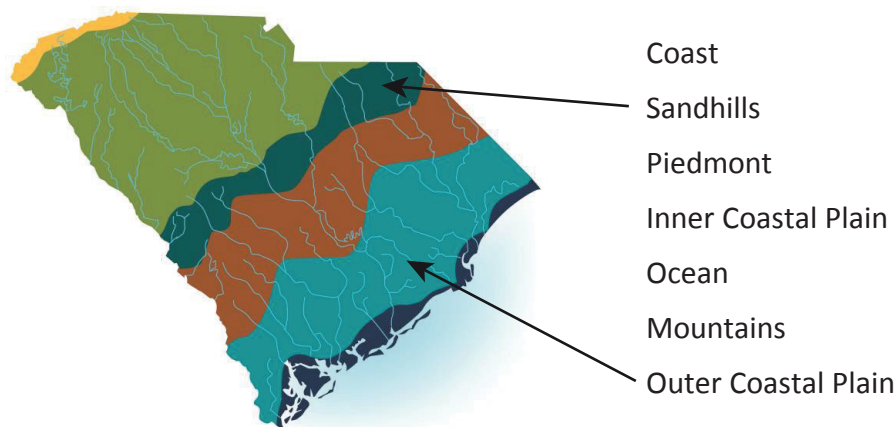 Coast
Sandhills
Piedmont
Inner Coastal Plain
Ocean
Mountains
Outer Coastal Plain